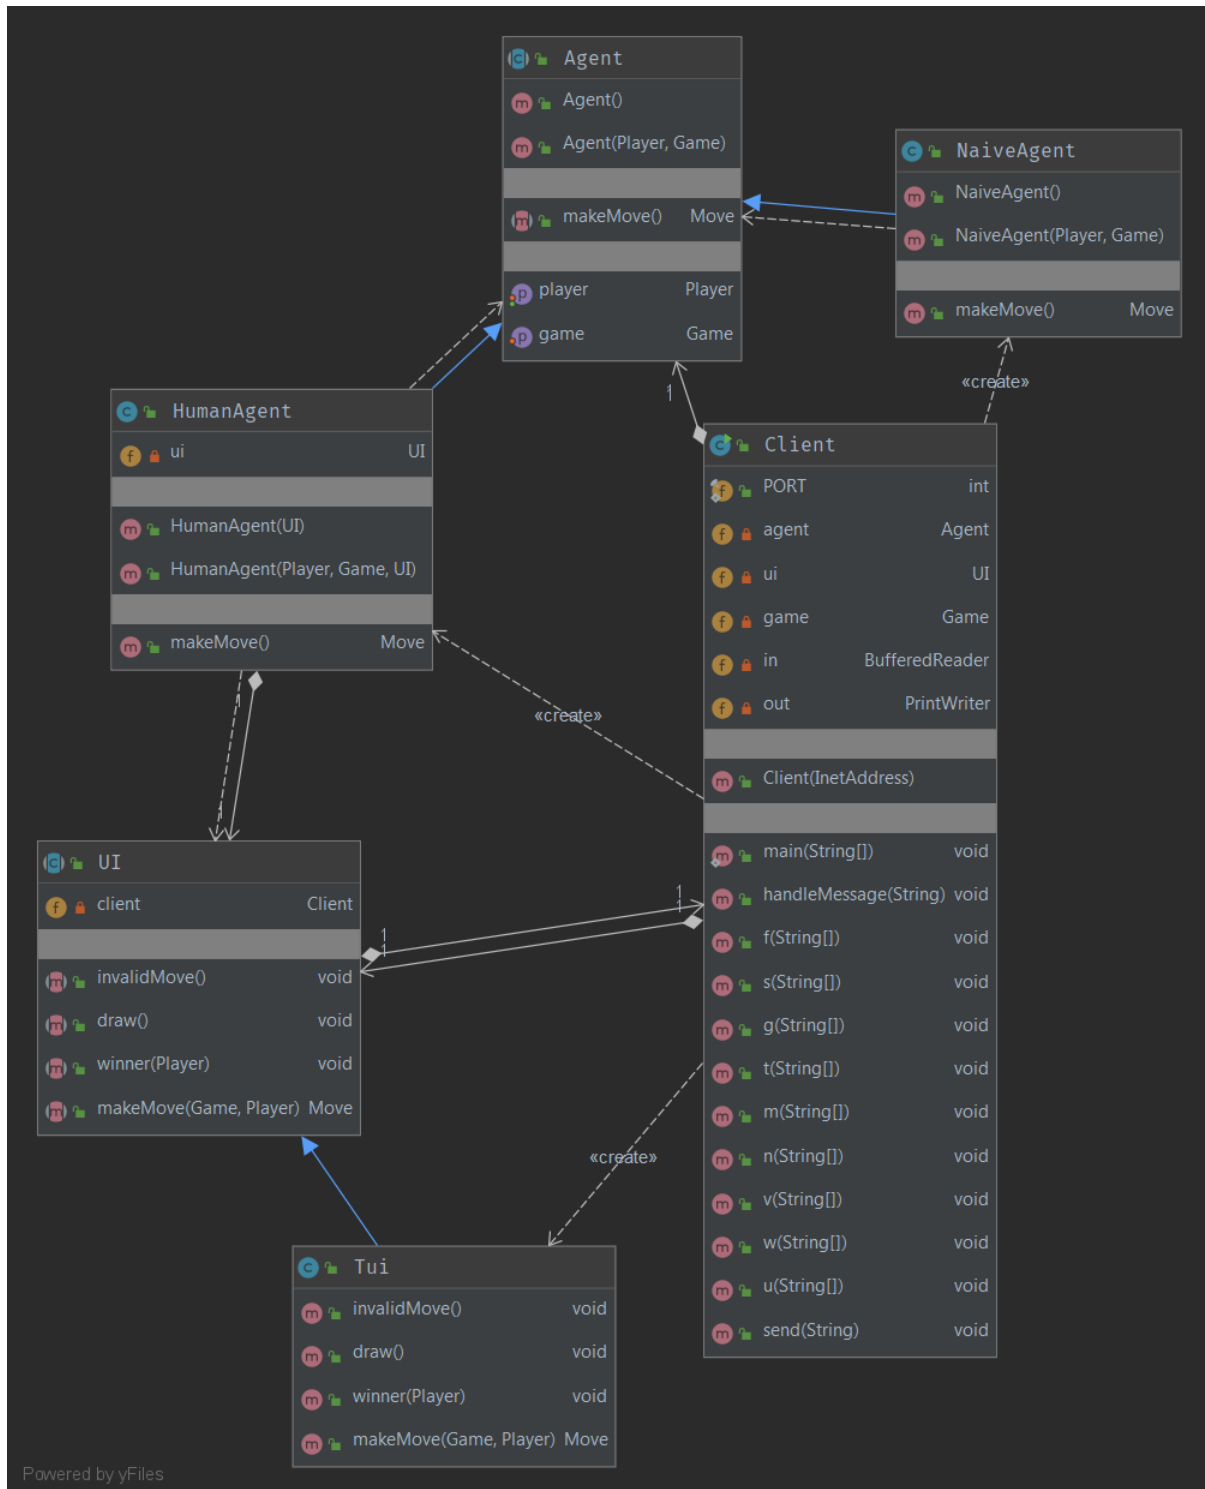 Agent
Agent()
Agent(Player, Game)
makeMove() Move
player Player
game Game
NaiveAgent
NaiveAgent()
NaiveAgent(Player, Game)
makeMove() Move
«create»
1
HumanAgent
ui UI
HumanAgent(UI)
HumanAgent(Player, Game, UI)
makeMove() Move
Client
PORT int
agent Agent
ui UI
game Game
in BufferedReader
out PrintWriter
Client(InetAddress)
main(String[]) void
handleMessage(String) void
f(String[]) void
s(String[]) void
g(String[]) void
t(String[]) void
m(String[]) void
n(String[]) void
v(String[]) void
w(String[]) void
u(String[]) void
send(String) void
«create»
1
1
UI
client Client
invalidMove() void
draw() void
winner(Player) void
makeMove(Game, Player) Move
1
1
1
1
«create»
Tui
invalidMove() void
draw() void
winner(Player) void
makeMove(Game, Player) Move
Powered by yFiles